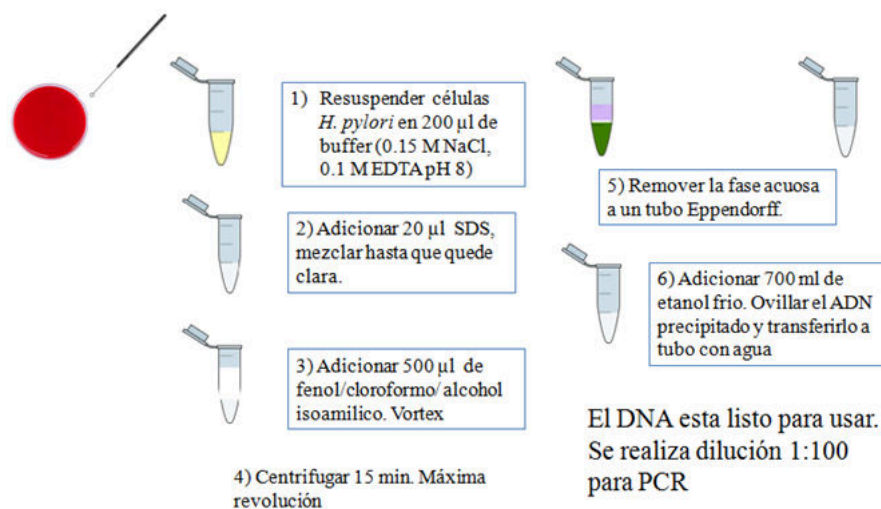 1) Resuspender células
H. pylori en 200 µl de
buffer (0.15 M NaCl,
0.1 M EDTA pH 8)
2) Adicionar 20 µl SDS,
mezclar hasta que quede
clara.
3) Adicionar 500 µl de
fenol/cloroformo/ alcohol
isoamilico. Vortex
4) Centrifugar 15 min. Máxima
revolución
5) Remover la fase acuosa
a un tubo Eppendorff.
6) Adicionar 700 ml de
etanol frio. Ovillar el ADN
precipitado y transferirlo a
tubo con agua
El DNA esta listo para usar.
Se realiza dilución 1:100
para PCR